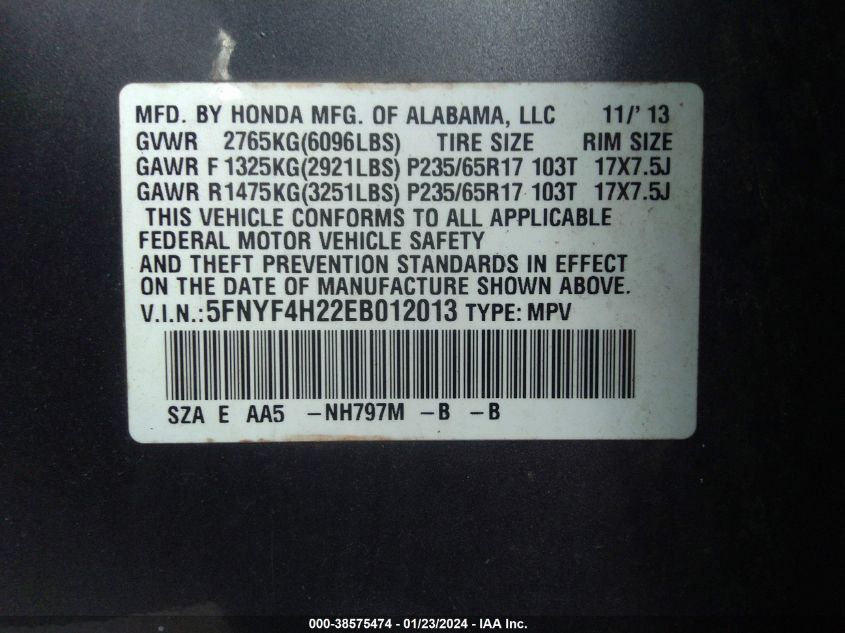 MFD. BY HONDA MFG. OF ALABAMA, LLC 11/' 13
GVWR 2765KG(6096LBS) TIRE SIZE RIM SIZE
GAWR F 1325KG(2921LBS) P235/65R17 103T 17X7.5J
GAWR R1475KG(3251LBS) P235/65R17 103T 17X7.5J
THIS VEHICLE CONFORMS TO ALL APPLICABLE
FEDERAL MOTOR VEHICLE SAFETY
AND THEFT PREVENTION STANDARDS IN EFFECT
ON THE DATE OF MANUFACTURE SHOWN ABOVE.
V.I.N.:5FNYF4H22EB012013 TYPE: MPV
SZA E AA5 -NH797M -B -B
000-38575474 - 01/23/2024 - IAA Inc.